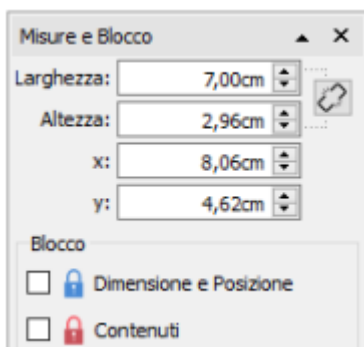 Misure e Blocco
Larghezza: 7,00cm
Altezza: 2,96cm
x: 8,06cm
y: 4,62cm
Blocco
Dimensione e Posizione
Contenuti